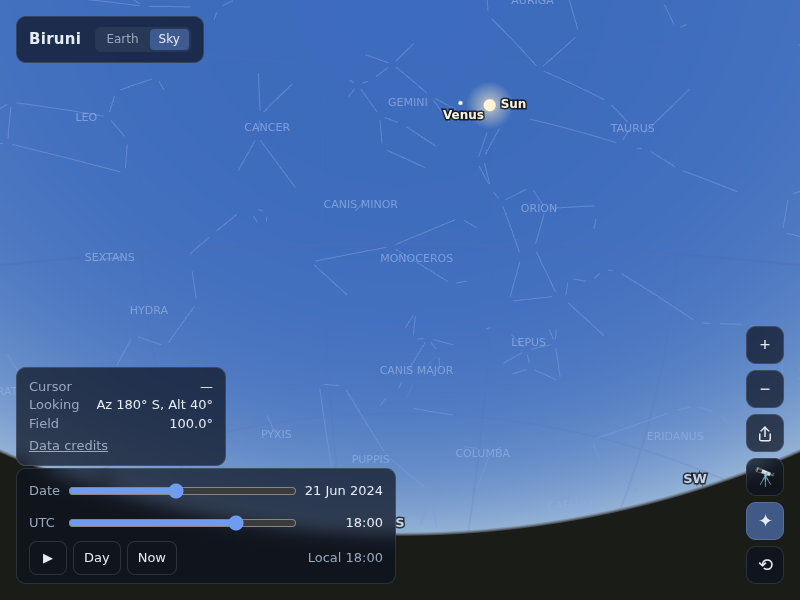 Biruni
Earth
Sky
AURIGA
LEO
CANCER
GEMINI
Venus
Sun
TAURUS
CANIS MINOR
ORION
SEXTANS
MONOCEROS
HYDRA
LEPUS
CANIS MAJOR
PYXIS
PUPPIS
COLUMBA
ERIDANUS
SW
S
+
−
Cursor —
Looking Az 180° S, Alt 40°
Field 100.0°
Data credits
Date 21 Jun 2024
UTC 18:00
Day
Now
Local 18:00